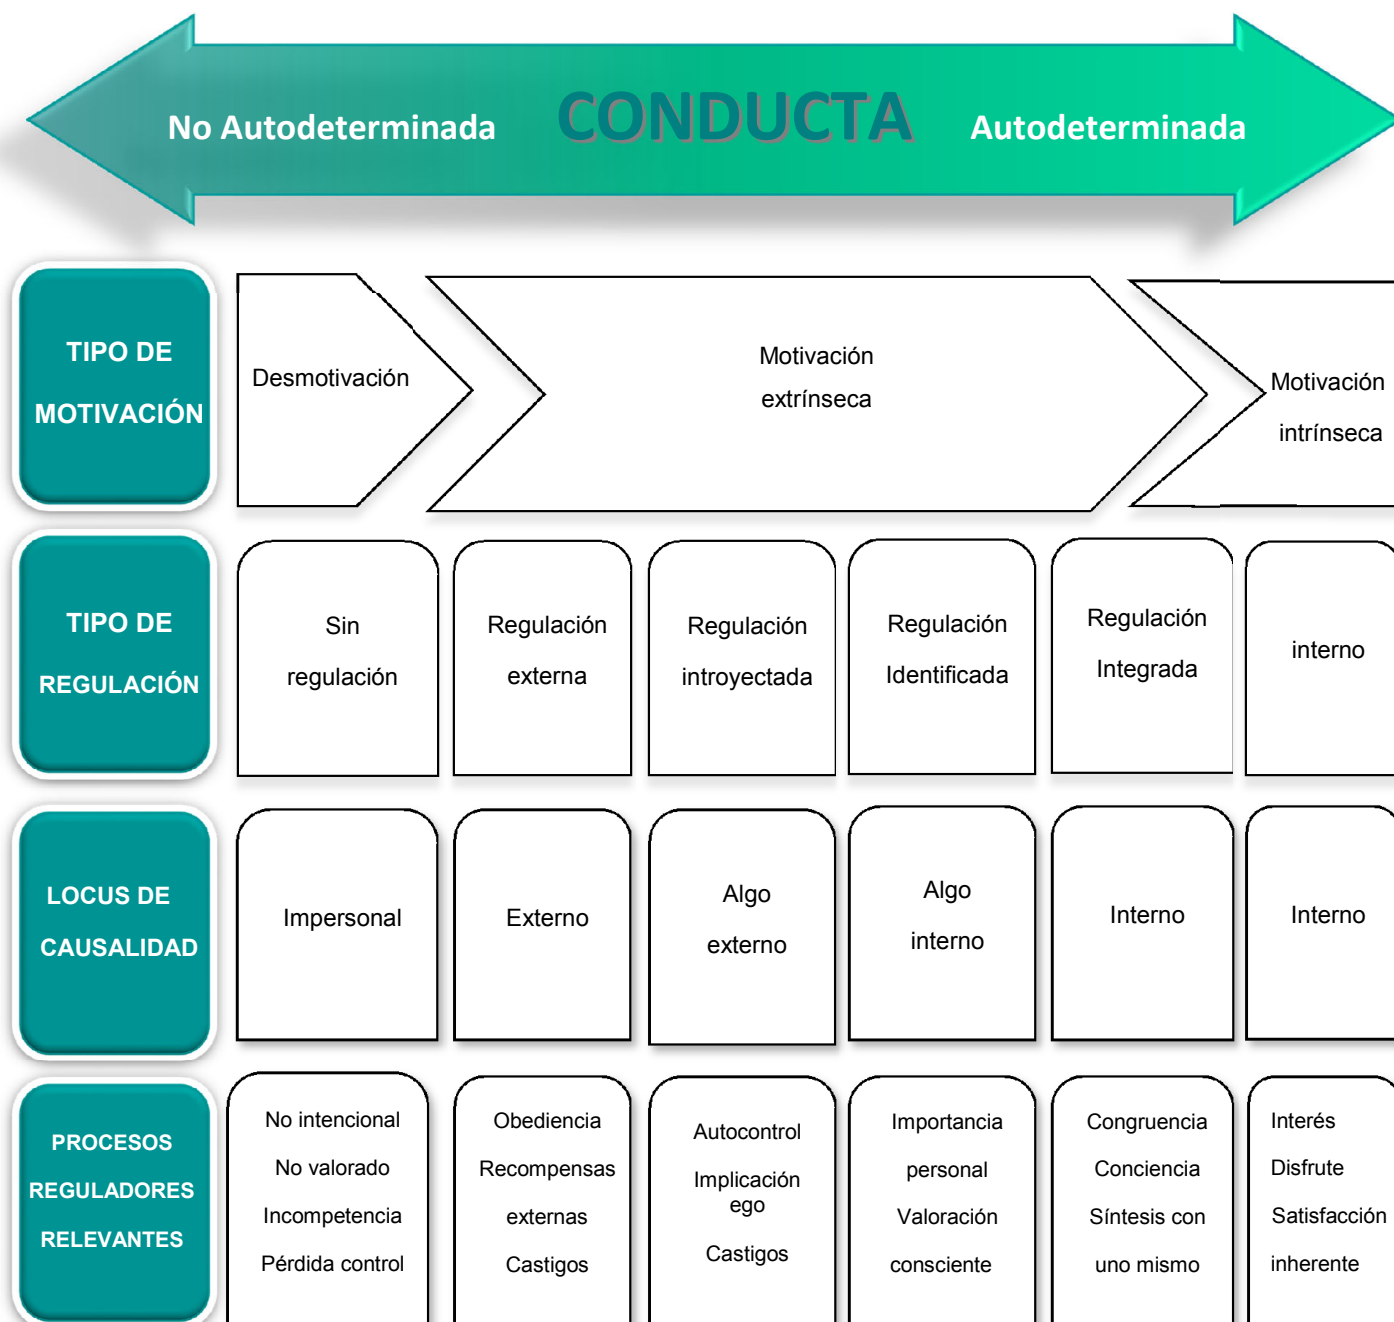 No Autodeterminada CONDUCTA Autodeterminada
TIPO DE
MOTIVACIÓN
Desmotivación
Motivación
extrínseca
Motivación
intrínseca
TIPO DE
REGULACIÓN
Sin
regulación
Regulación
externa
Regulación
introyectada
Regulación
Identificada
Regulación
Integrada
interno
LOCUS DE
CAUSALIDAD
Impersonal
Externo
Algo
externo
Algo
interno
Interno
Interno
PROCESOS
REGULADORES
RELEVANTES
No intencional
No valorado
Incompetencia
Pérdida control
Obediencia
Recompensas
externas
Castigos
Autocontrol
Implicación
ego
Castigos
Importancia
personal
Valoración
consciente
Congruencia
Conciencia
Síntesis con
uno mismo
Interés
Disfrute
Satisfacción
inherente